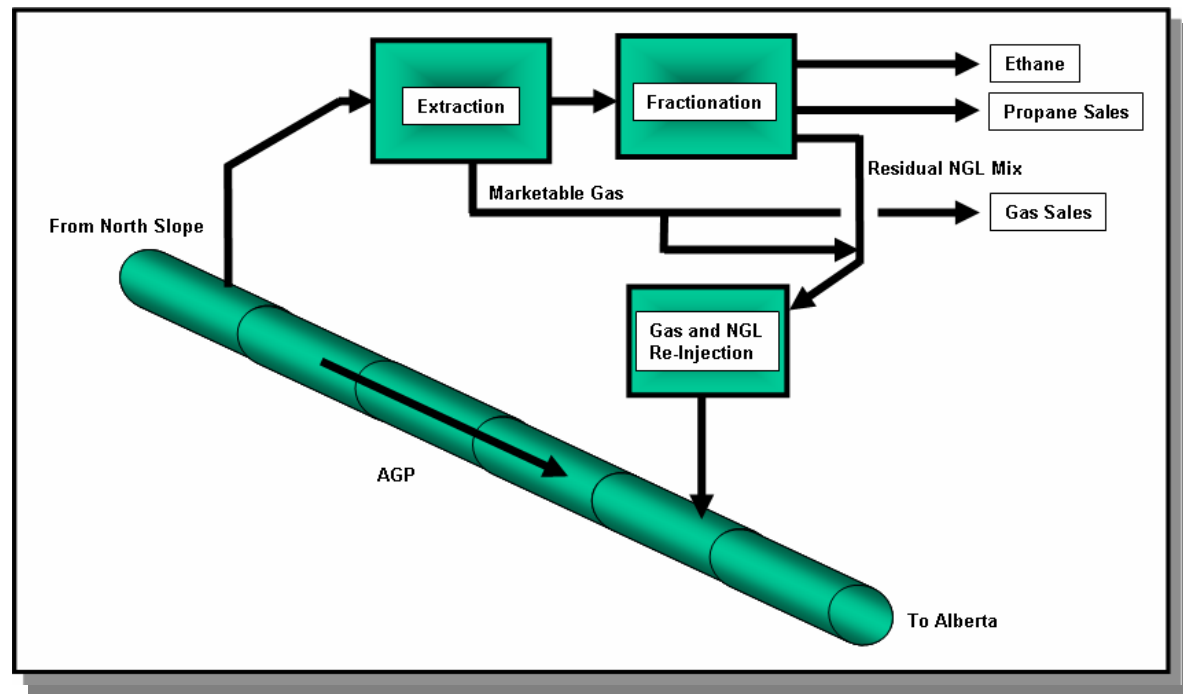 Extraction
Fractionation
Ethane
Propane Sales
Residual NGL Mix
Marketable Gas
Gas Sales
From North Slope
Gas and NGL
Re-Injection
AGP
To Alberta